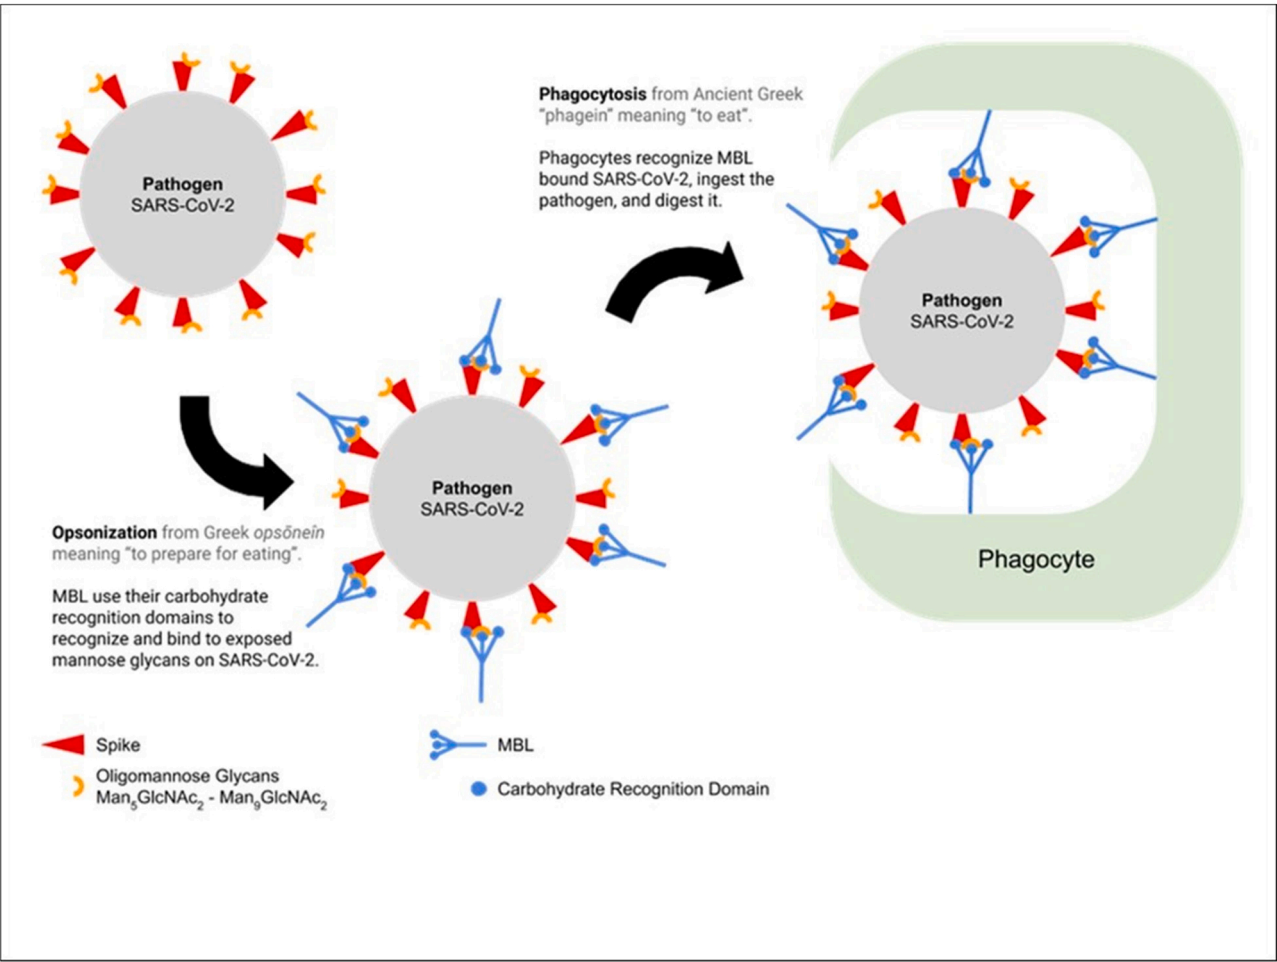 Pathogen
SARS-CoV-2
Opsonization from Greek opsōneîn
meaning “to prepare for eating”.
MBL use their carbohydrate
recognition domains to
recognize and bind to exposed
mannose glycans on SARS-CoV-2.
Pathogen
SARS-CoV-2
Phagocytosis from Ancient Greek
“phagein” meaning “to eat”.
Phagocytes recognize MBL
bound SARS-CoV-2, ingest the
pathogen, and digest it.
Pathogen
SARS-CoV-2
Phagocyte
Spike
Oligomannose Glycans
Man₅GlcNAc₂ - Man₉GlcNAc₂
MBL
Carbohydrate Recognition Domain